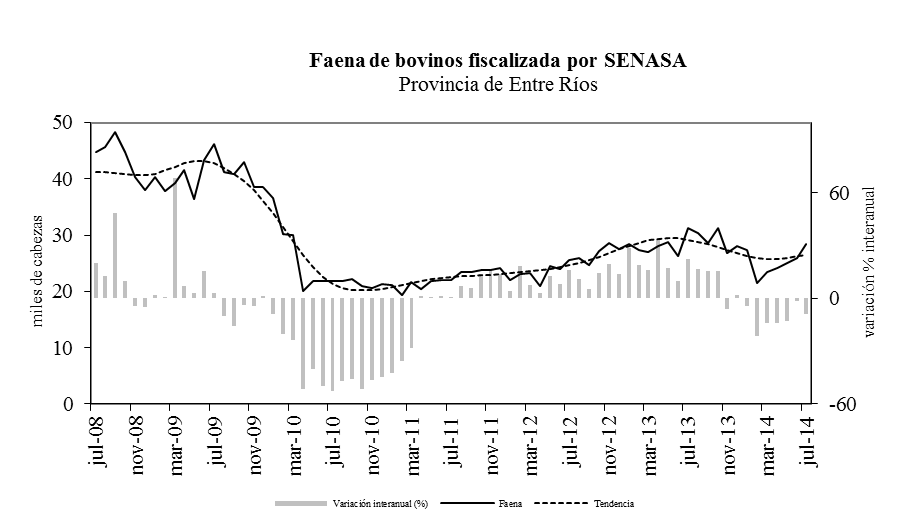 Faena de bovinos fiscalizada por SENASA
Provincia de Entre Ríos
miles de cabezas
50
40
30
20
10
0
variación % interanual
60
0
-60
jul-08
nov-08
mar-09
jul-09
nov-09
mar-10
jul-10
nov-10
mar-11
jul-11
nov-11
mar-12
jul-12
nov-12
mar-13
jul-13
nov-13
mar-14
jul-14
Variación interanual (%)
Faena
Tendencia